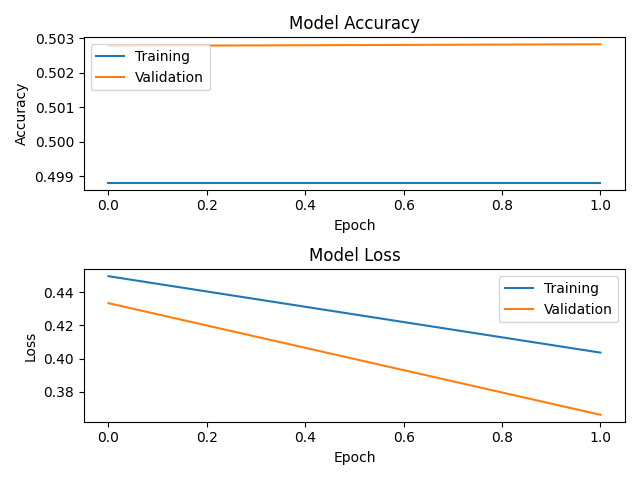 Model Accuracy
0.503
0.502
0.501
0.500
0.499
Accuracy
Training
Validation
0.0 0.2 0.4 0.6 0.8 1.0
Epoch
Model Loss
0.44
0.42
0.40
0.38
Loss
Training
Validation
0.0 0.2 0.4 0.6 0.8 1.0
Epoch